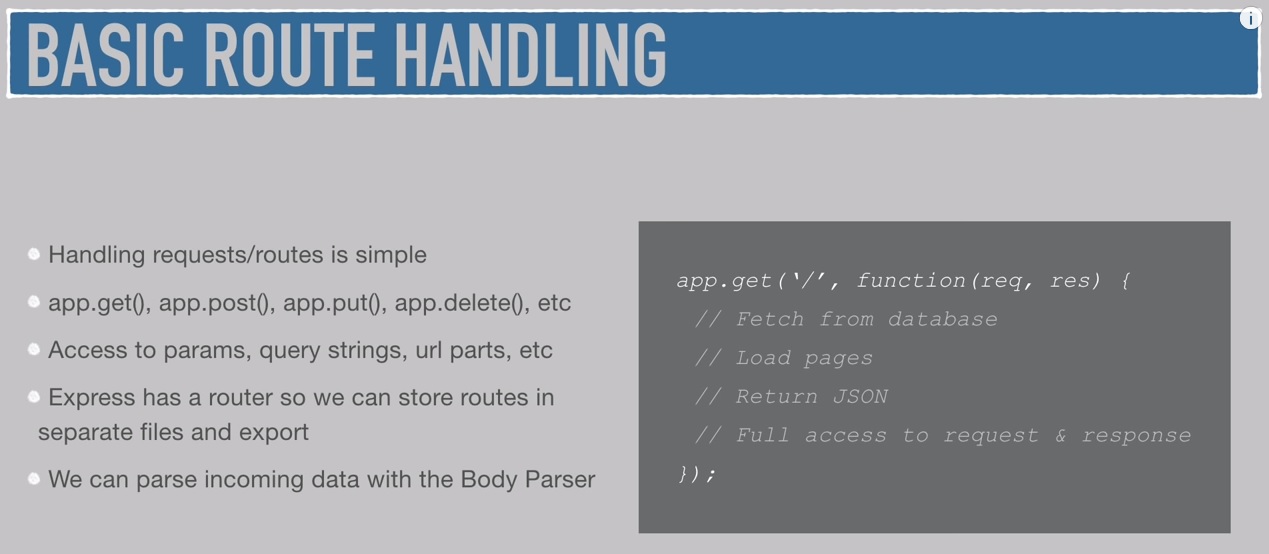 BASIC ROUTE HANDLING
i
Handling requests/routes is simple
app.get(), app.post(), app.put(), app.delete(), etc
Access to params, query strings, url parts, etc
Express has a router so we can store routes in
separate files and export
We can parse incoming data with the Body Parser
app.get(‘/’, function(req, res) {
// Fetch from database
// Load pages
// Return JSON
// Full access to request & response
});